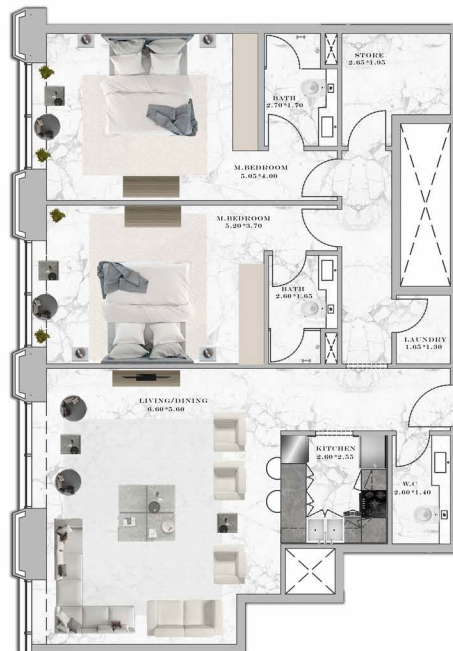 STORE
2.65*1.95
BATH
2.70*1.70
M.BEDROOM
5.05*4.00
M.BEDROOM
5.20*3.70
BATH
2.60*1.65
LAUNDRY
1.65*1.30
LIVING/DINING
6.60*5.60
KITCHEN
2.60*2.55
W.C
2.60*1.40